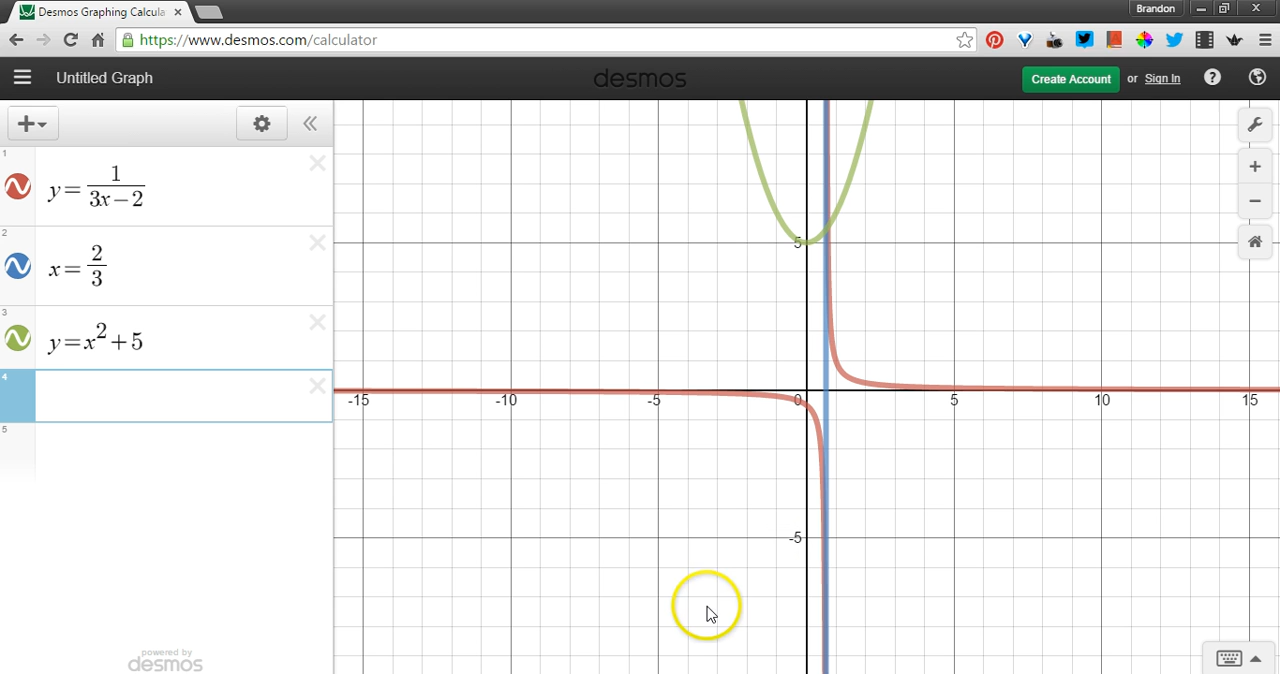 Desmos Graphing Calcula
Brandon
https://www.desmos.com/calculator
Untitled Graph
desmos
Create Account or Sign In
1
y = 1/(3x − 2)
2
x = 2/3
3
y = x² + 5
4
5
powered by
desmos
5
-15 -10 -5 0 5 10 15
-5